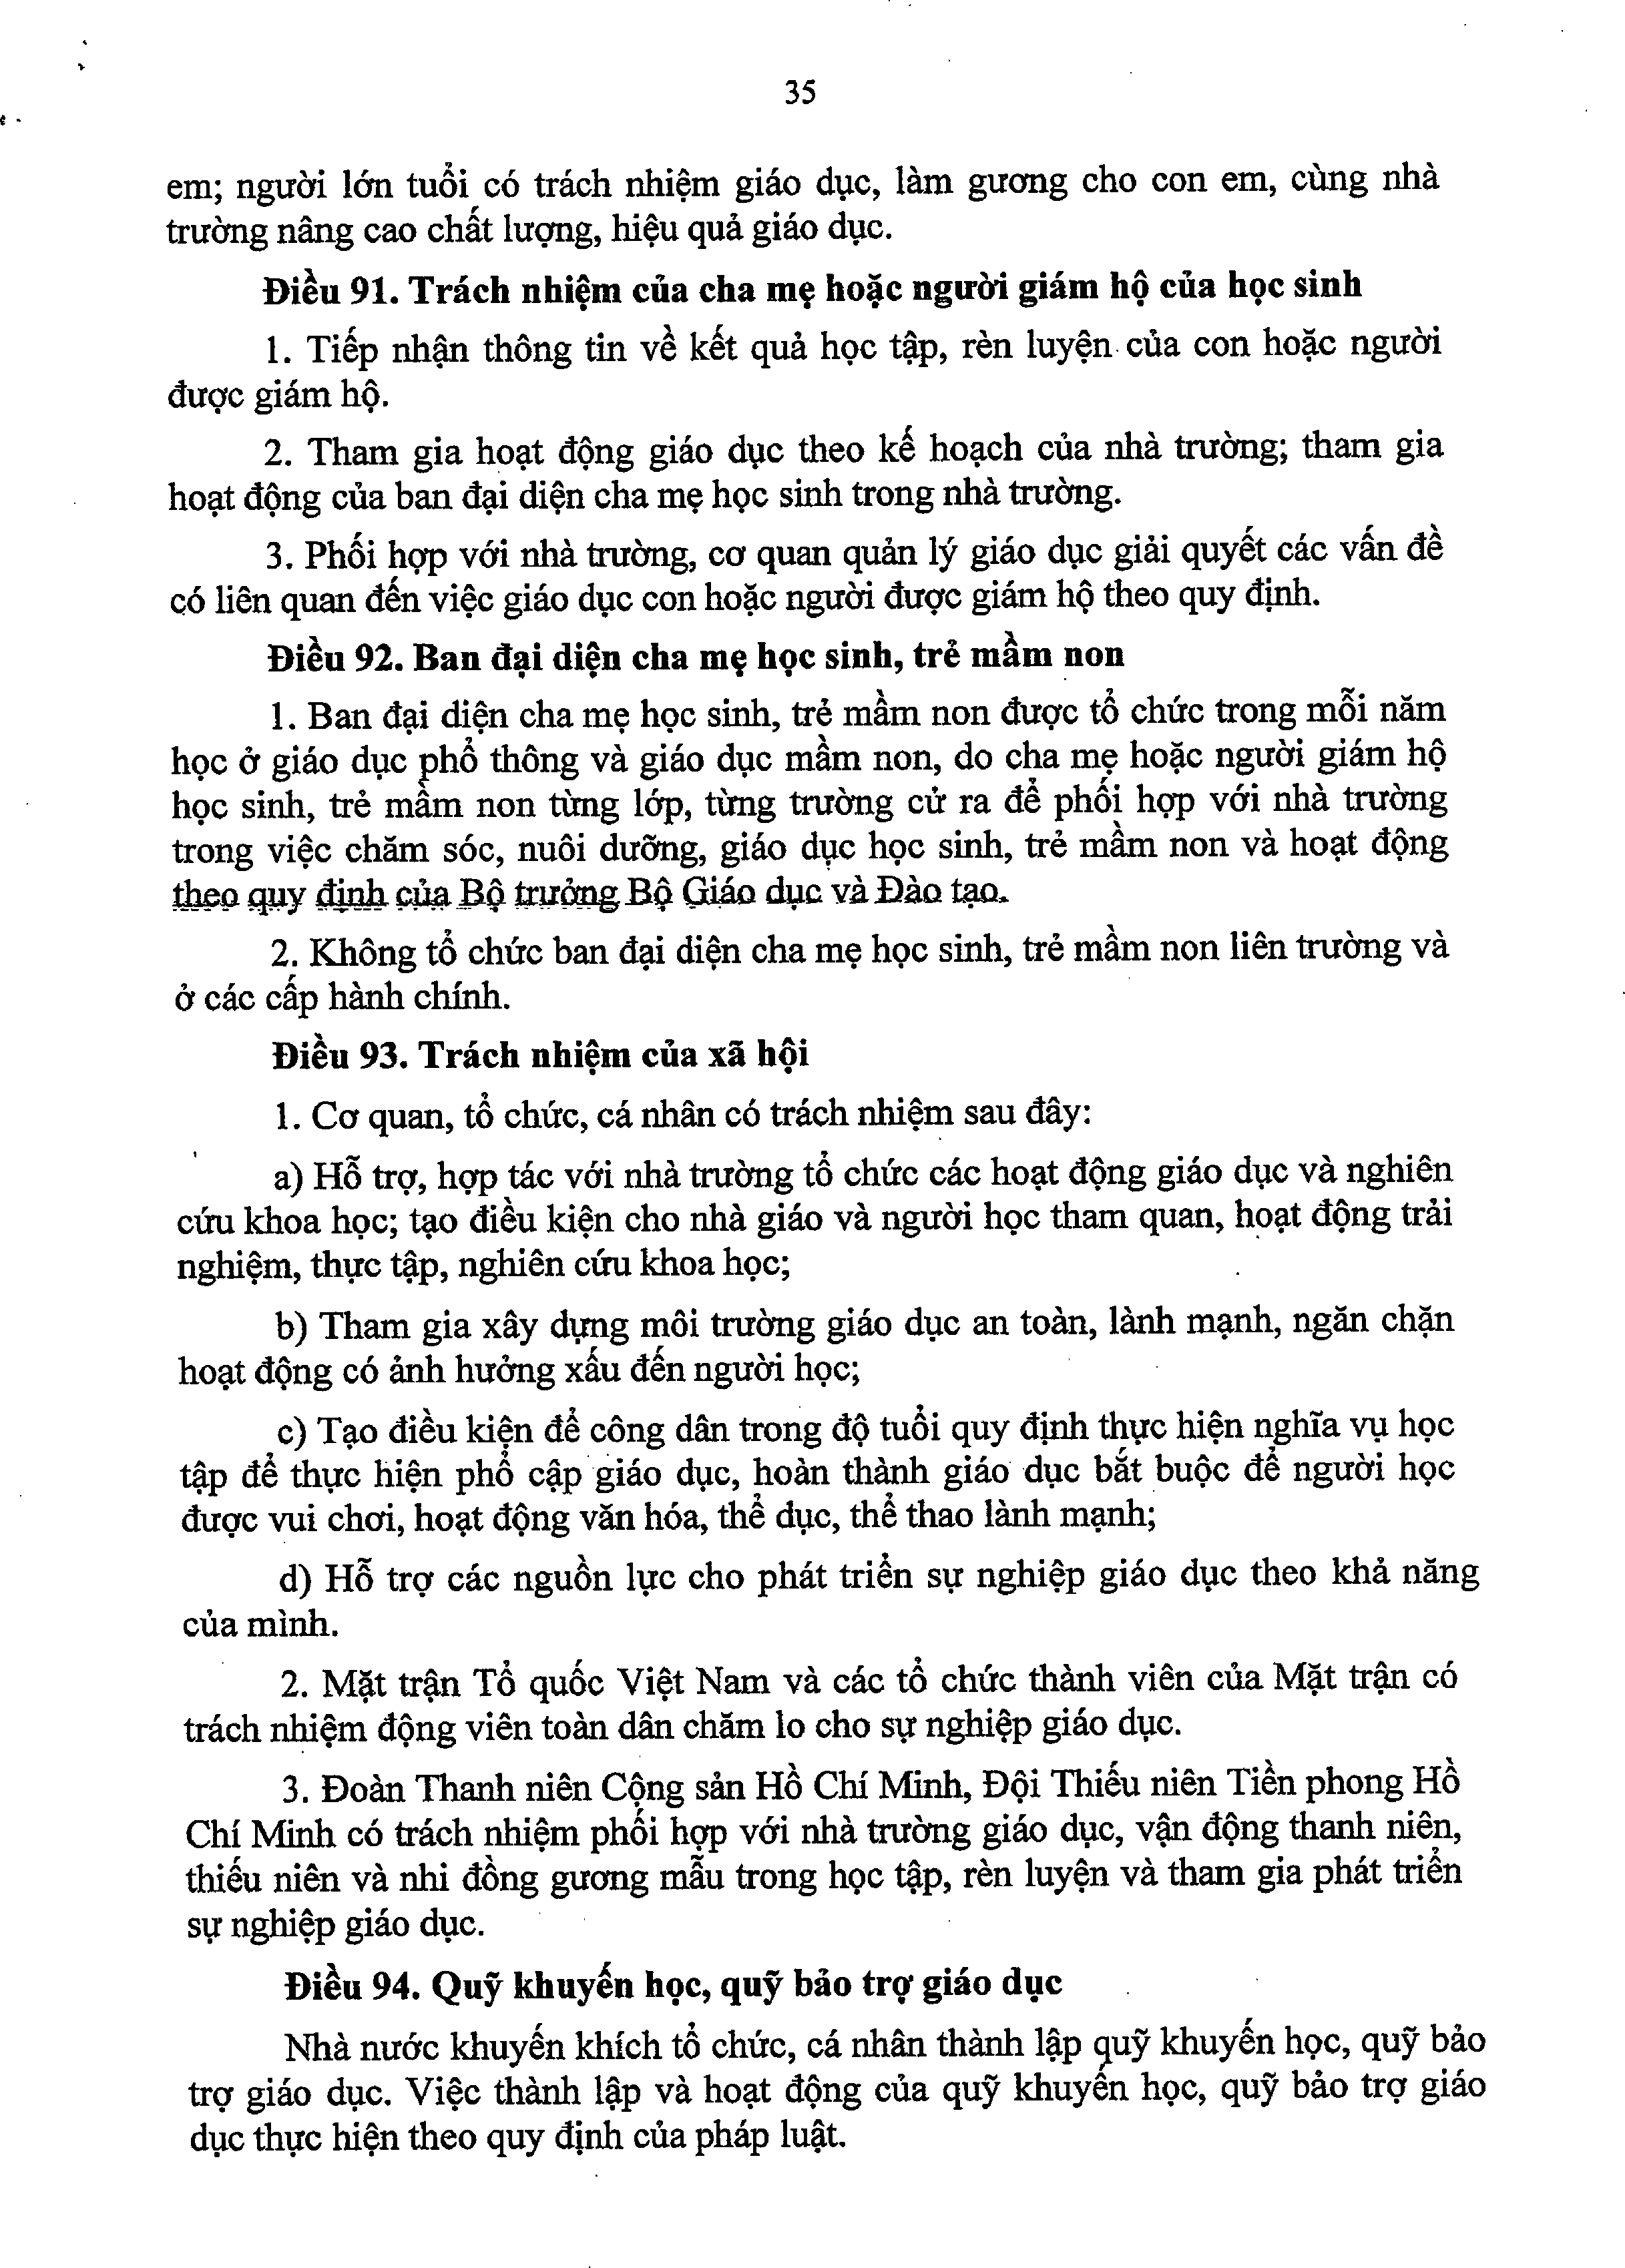 35
em; người lớn tuổi có trách nhiệm giáo dục, làm gương cho con em, cùng nhà
trường nâng cao chất lượng, hiệu quả giáo dục.
Điều 91. Trách nhiệm của cha mẹ hoặc người giám hộ của học sinh
1. Tiếp nhận thông tin về kết quả học tập, rèn luyện của con hoặc người
được giám hộ.
2. Tham gia hoạt động giáo dục theo kế hoạch của nhà trường; tham gia
hoạt động của ban đại diện cha mẹ học sinh trong nhà trường.
3. Phối hợp với nhà trường, cơ quan quản lý giáo dục giải quyết các vấn đề
có liên quan đến việc giáo dục con hoặc người được giám hộ theo quy định.
Điều 92. Ban đại diện cha mẹ học sinh, trẻ mầm non
1. Ban đại diện cha mẹ học sinh, trẻ mầm non được tổ chức trong mỗi năm
học ở giáo dục phổ thông và giáo dục mầm non, do cha mẹ hoặc người giám hộ
học sinh, trẻ mầm non từng lớp, từng trường cử ra để phối hợp với nhà trường
trong việc chăm sóc, nuôi dưỡng, giáo dục học sinh, trẻ mầm non và hoạt động
theo quy định của Bộ trưởng Bộ Giáo dục và Đào tạo.
2. Không tổ chức ban đại diện cha mẹ học sinh, trẻ mầm non liên trường và
ở các cấp hành chính.
Điều 93. Trách nhiệm của xã hội
1. Cơ quan, tổ chức, cá nhân có trách nhiệm sau đây:
a) Hỗ trợ, hợp tác với nhà trường tổ chức các hoạt động giáo dục và nghiên
cứu khoa học; tạo điều kiện cho nhà giáo và người học tham quan, hoạt động trải
nghiệm, thực tập, nghiên cứu khoa học;
b) Tham gia xây dựng môi trường giáo dục an toàn, lành mạnh, ngăn chặn
hoạt động có ảnh hưởng xấu đến người học;
c) Tạo điều kiện để công dân trong độ tuổi quy định thực hiện nghĩa vụ học
tập để thực hiện phổ cập giáo dục, hoàn thành giáo dục bắt buộc để người học
được vui chơi, hoạt động văn hóa, thể dục, thể thao lành mạnh;
d) Hỗ trợ các nguồn lực cho phát triển sự nghiệp giáo dục theo khả năng
của mình.
2. Mặt trận Tổ quốc Việt Nam và các tổ chức thành viên của Mặt trận có
trách nhiệm động viên toàn dân chăm lo cho sự nghiệp giáo dục.
3. Đoàn Thanh niên Cộng sản Hồ Chí Minh, Đội Thiếu niên Tiền phong Hồ
Chí Minh có trách nhiệm phối hợp với nhà trường giáo dục, vận động thanh niên,
thiếu niên và nhi đồng gương mẫu trong học tập, rèn luyện và tham gia phát triển
sự nghiệp giáo dục.
Điều 94. Quỹ khuyến học, quỹ bảo trợ giáo dục
Nhà nước khuyến khích tổ chức, cá nhân thành lập quỹ khuyến học, quỹ bảo
trợ giáo dục. Việc thành lập và hoạt động của quỹ khuyến học, quỹ bảo trợ giáo
dục thực hiện theo quy định của pháp luật.